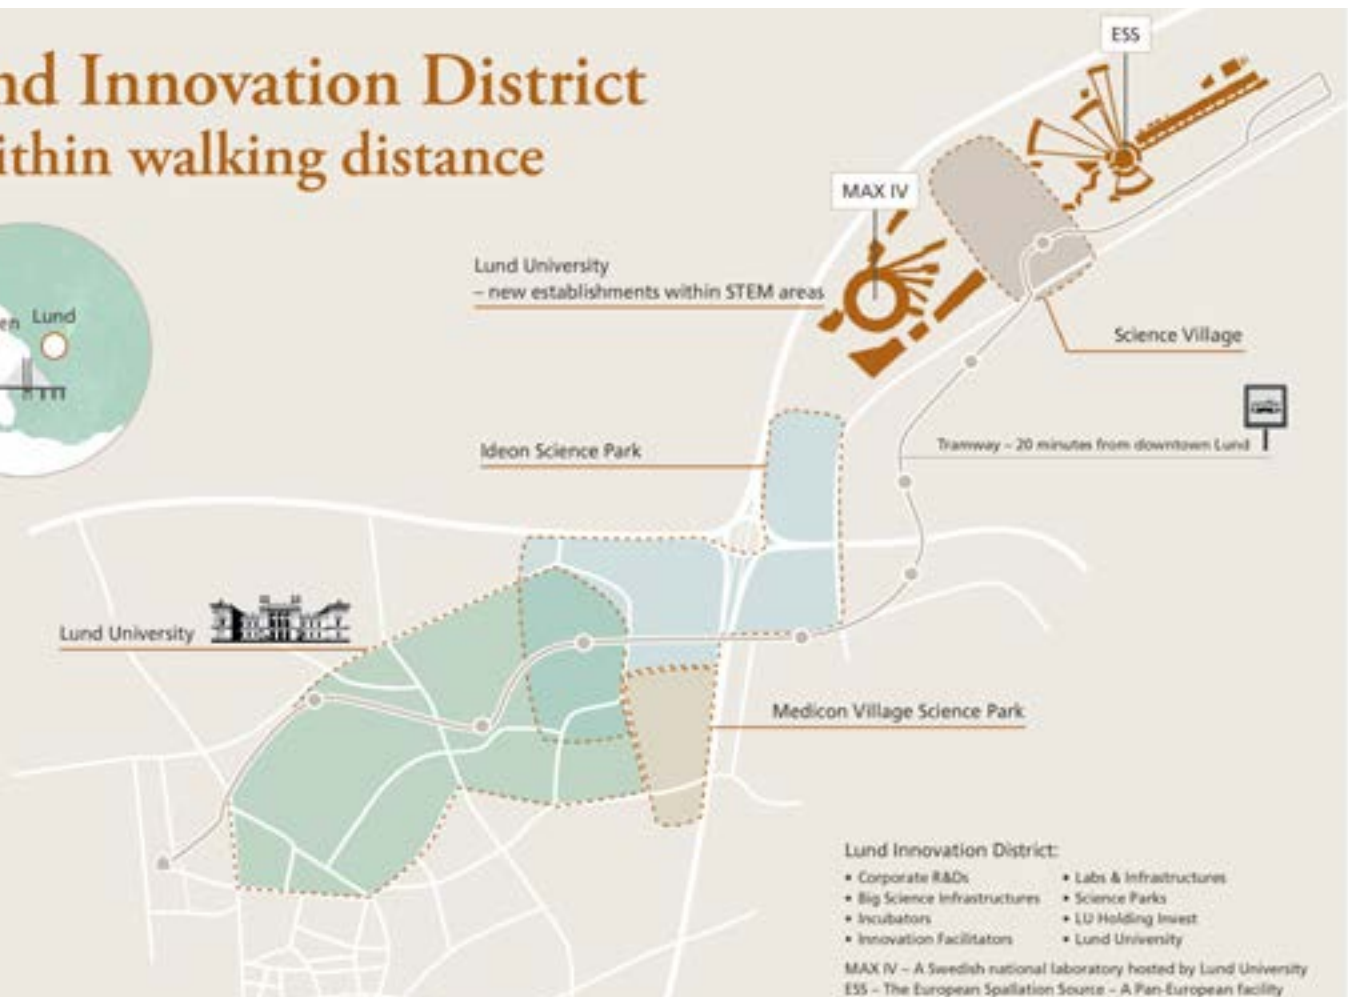 nd Innovation District
ithin walking distance
ESS
MAX IV
Lund University
– new establishments within STEM areas
en Lund
Science Village
Ideon Science Park
Tramway – 20 minutes from downtown Lund
Lund University
Medicon Village Science Park
Lund Innovation District:
• Corporate R&Ds
• Big Science Infrastructures
• Incubators
• Innovation Facilitators
• Labs & Infrastructures
• Science Parks
• LU Holding Invest
• Lund University
MAX IV – A Swedish national laboratory hosted by Lund University
ESS – The European Spallation Source – A Pan-European facility